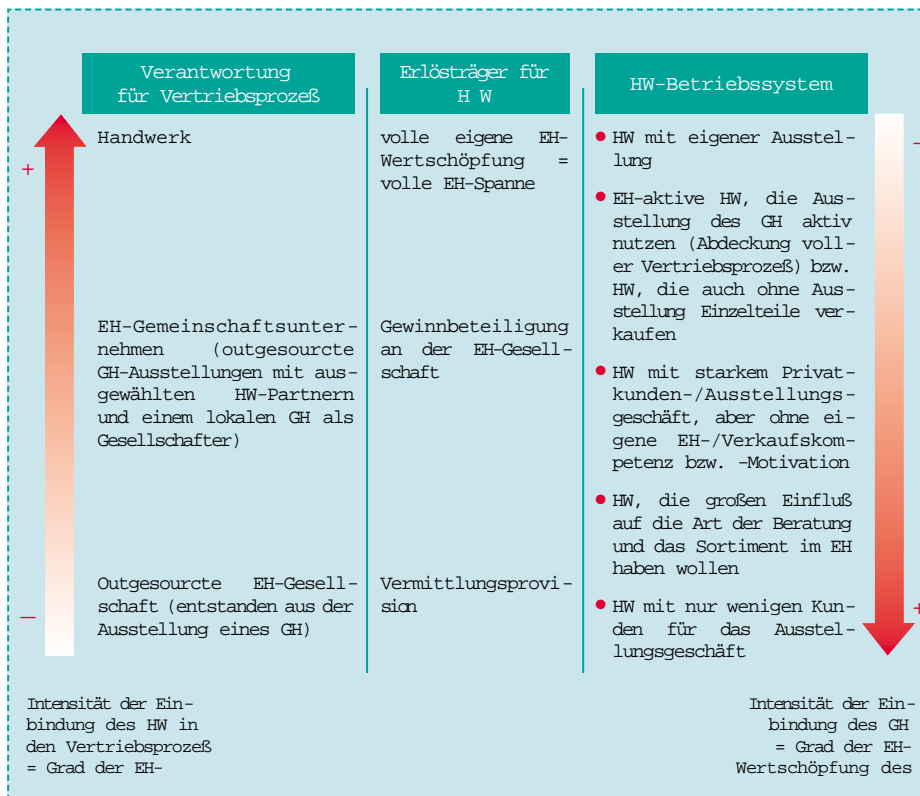 Verantwortung
für Vertriebsprozeß
Erlösträger für
H W
HW-Betriebssystem
+
Handwerk
EH-Gemeinschaftsunter-
nehmen (outgesourcte
GH-Ausstellungen mit aus-
gewählten HW-Partnern
und einem lokalen GH als
Gesellschafter)
Outgesourcte EH-Gesell-
schaft (entstanden aus der
Ausstellung eines GH)
–
volle eigene EH-
Wertschöpfung =
volle EH-Spanne
Gewinnbeteiligung
an der EH-Gesell-
schaft
Vermittlungsprovi-
sion
• HW mit eigener Ausstel-
lung
• EH-aktive HW, die Aus-
stellung des GH aktiv
nutzen (Abdeckung voll-
er Vertriebsprozeß) bzw.
HW, die auch ohne Aus-
stellung Einzelteile ver-
kaufen
• HW mit starkem Privat-
kunden-/Ausstellungs-
geschäft, aber ohne ei-
gene EH-/Verkaufskom-
petenz bzw. -Motivation
• HW, die großen Einfluß
auf die Art der Beratung
und das Sortiment im EH
haben wollen
• HW mit nur wenigen Kun-
den für das Ausstel-
lungsgeschäft
–
+
Intensität der Ein-
bindung des HW in
den Vertriebsprozeß
= Grad der EH-
Intensität der Ein-
bindung des GH
= Grad der EH-
Wertschöpfung des